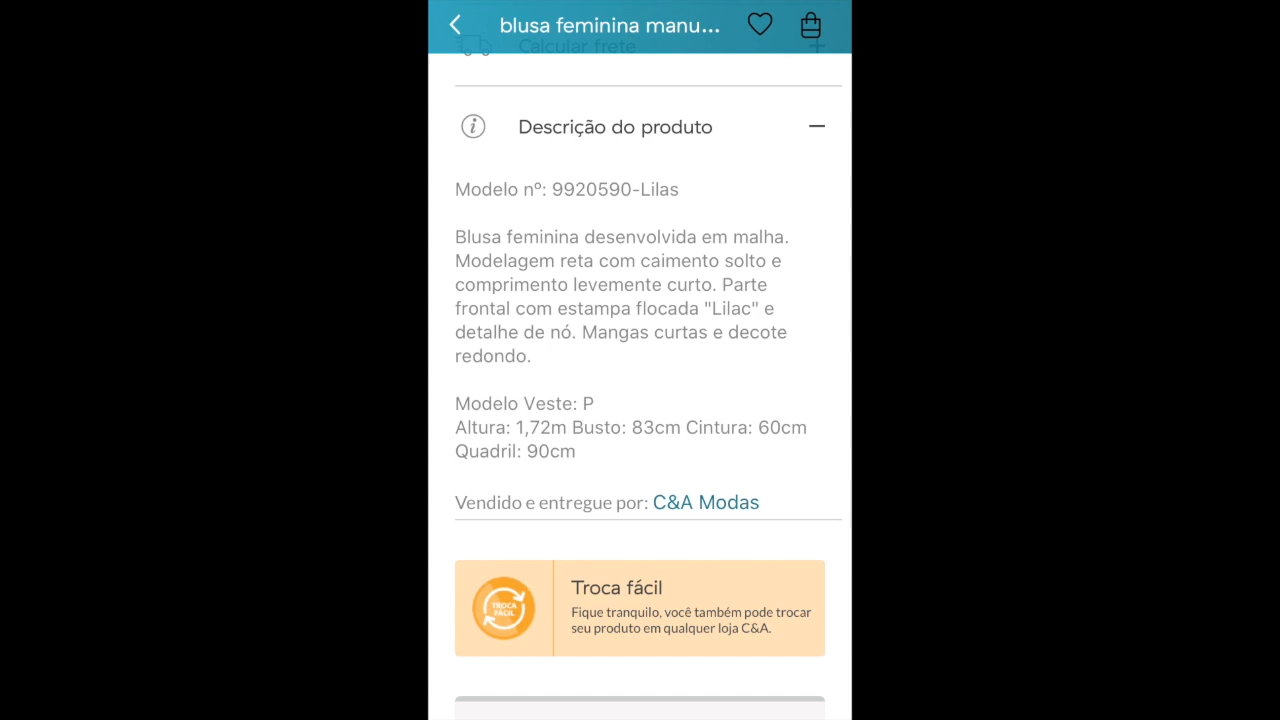 blusa feminina manu...
Calcular frete
Descrição do produto
Modelo nº: 9920590-Lilas
Blusa feminina desenvolvida em malha.
Modelagem reta com caimento solto e
comprimento levemente curto. Parte
frontal com estampa flocada "Lilac" e
detalhe de nó. Mangas curtas e decote
redondo.
Modelo Veste: P
Altura: 1,72m Busto: 83cm Cintura: 60cm
Quadril: 90cm
Vendido e entregue por: C&A Modas
TROCA
FÁCIL
Troca fácil
Fique tranquilo, você também pode trocar
seu produto em qualquer loja C&A.